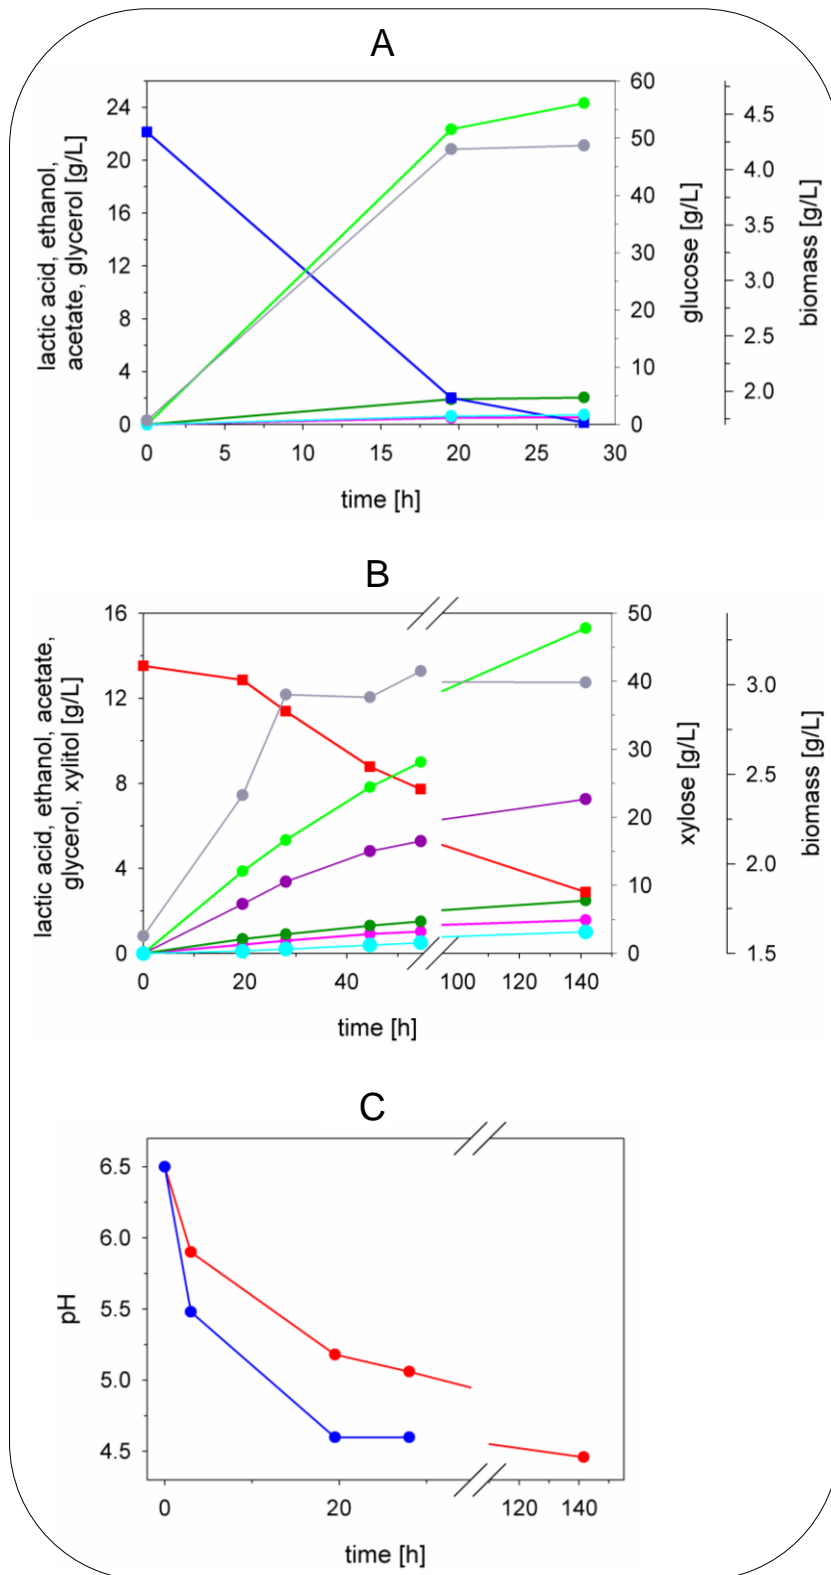 A
lactic acid, ethanol,
acetate, glycerol [g/L]
24
20
16
12
8
4
0
0 5 10 15 20 25 30
time [h]
60
50
40
30
20
10
0
glucose [g/L]
4.5
4.0
3.5
3.0
2.5
2.0
biomass [g/L]
B
lactic acid, ethanol, acetate,
glycerol, xylitol [g/L]
16
12
8
4
0
0 20 40 100 120 140
time [h]
50
40
30
20
10
0
xylose [g/L]
3.0
2.5
2.0
1.5
biomass [g/L]
C
pH
6.5
6.0
5.5
5.0
4.5
0 20 120 140
time [h]